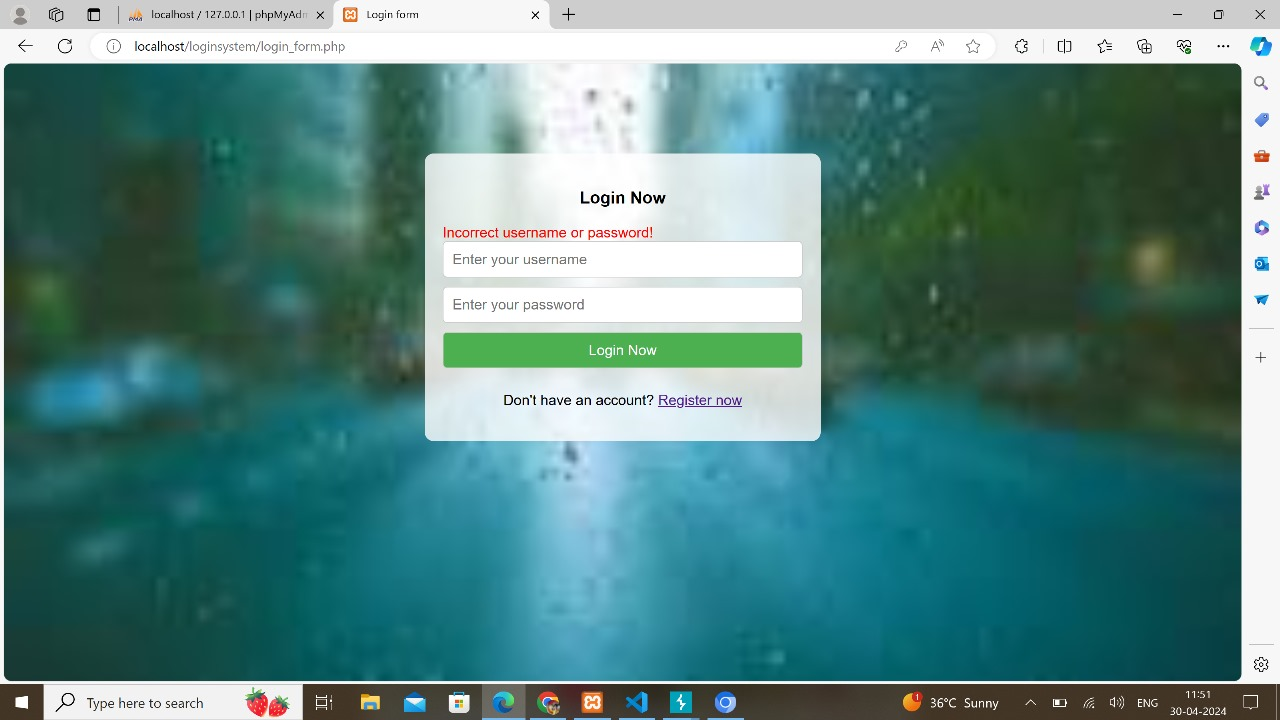 localhost / 127.0.0.1 | phpMyAdm
Login form
localhost/loginsystem/login_form.php
Login Now
Incorrect username or password!
Enter your username
Enter your password
Login Now
Don't have an account? Register now
Type here to search
1
36°C Sunny
ENG
11:51
30-04-2024